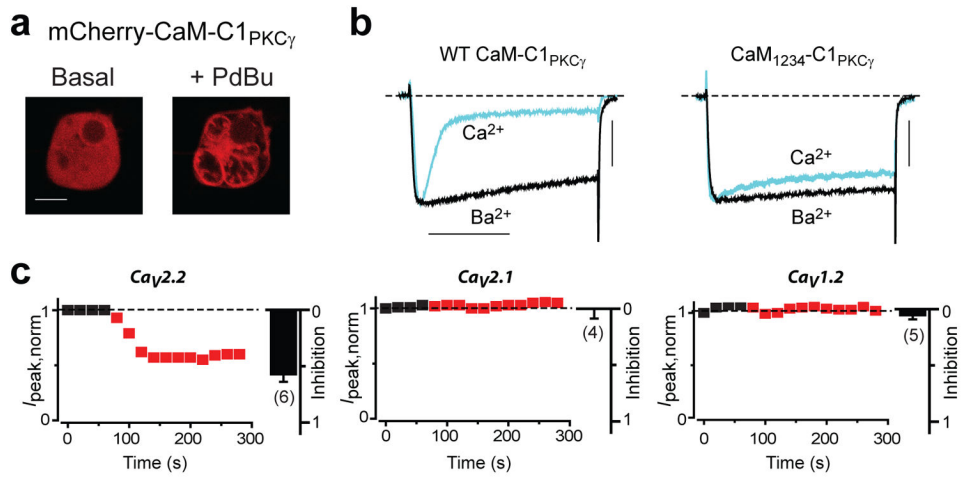 a
mCherry-CaM-C1PKCγ
Basal
+ PdBu
b
WT CaM-C1PKCγ
Ca2+
Ba2+
CaM1234-C1PKCγ
Ca2+
Ba2+
c
CaV2.2
Ipeak,norm
1
0
0
100
200
300
Time (s)
(6)
0
1
Inhibition
CaV2.1
Ipeak,norm
1
0
0
100
200
300
Time (s)
(4)
0
1
Inhibition
CaV1.2
Ipeak,norm
1
0
0
100
200
300
Time (s)
(5)
0
1
Inhibition